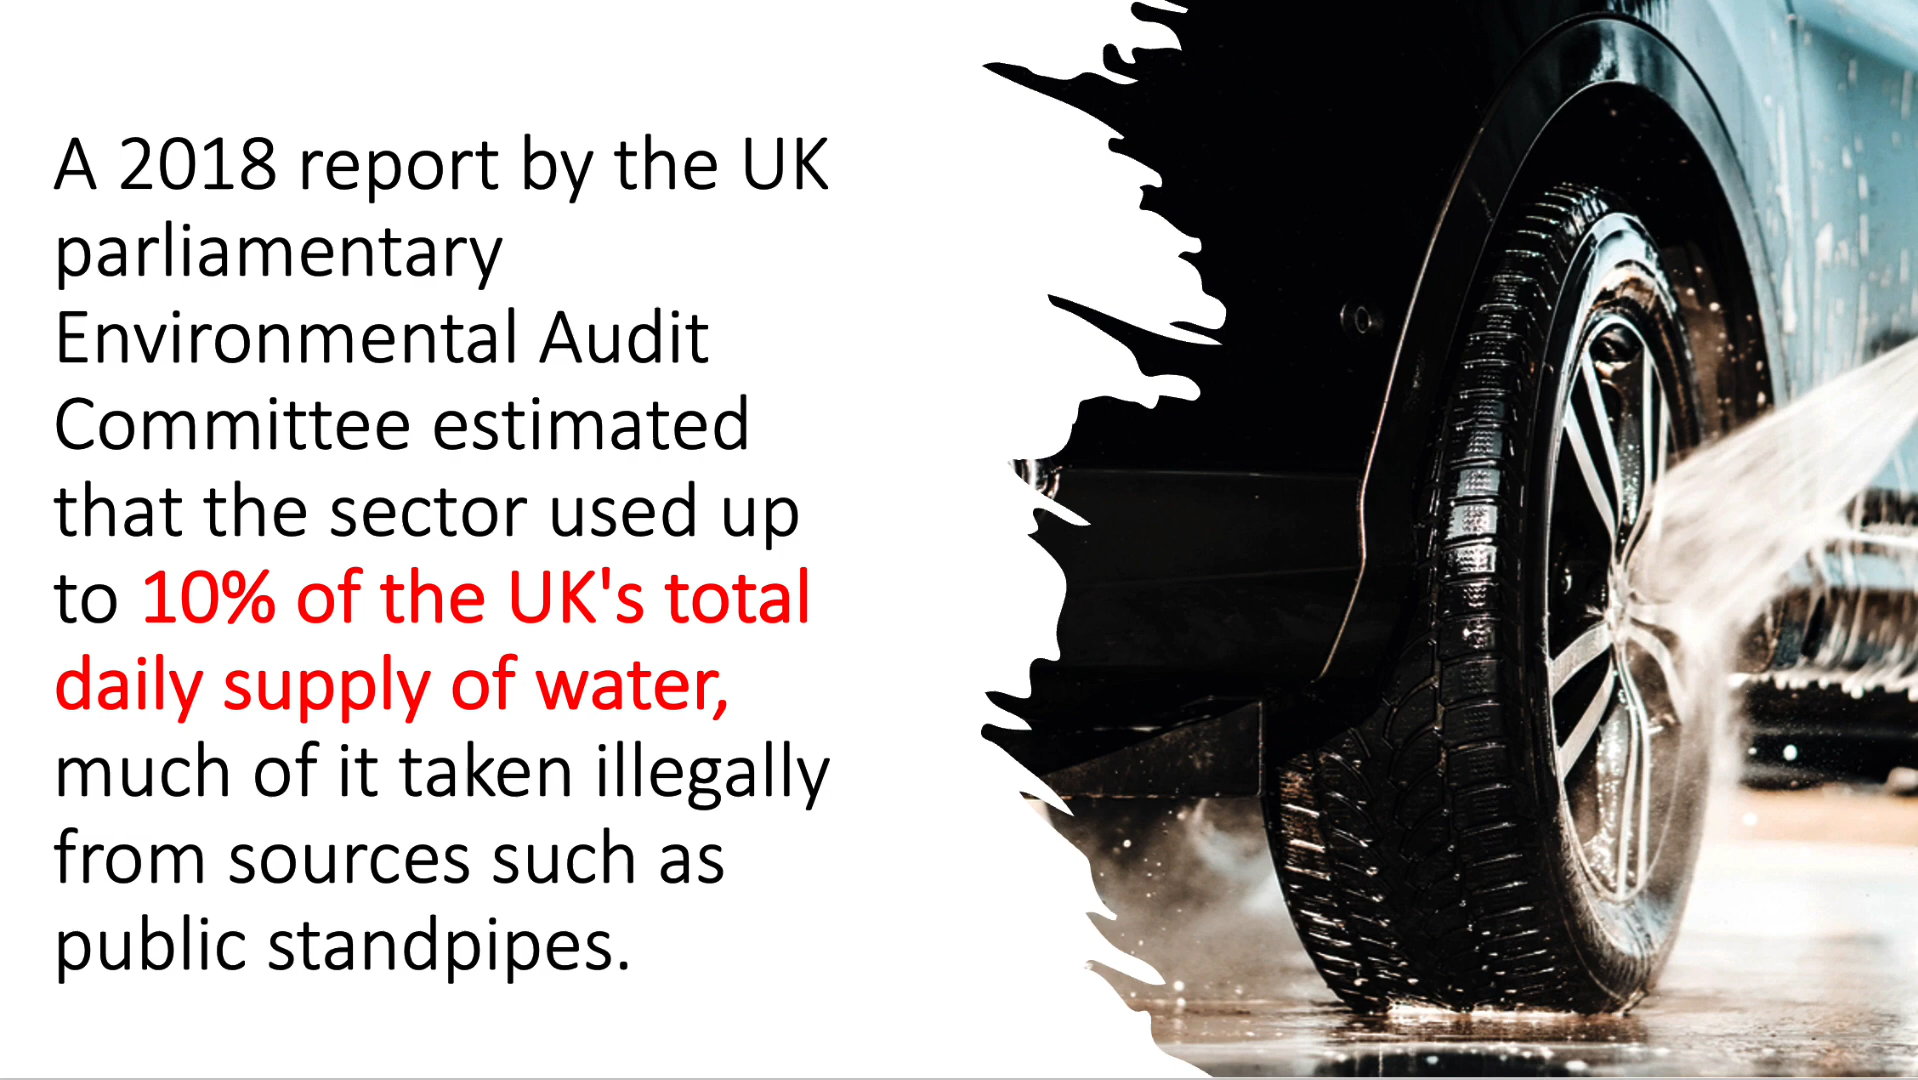 A 2018 report by the UK
parliamentary
Environmental Audit
Committee estimated
that the sector used up
to 10% of the UK's total
daily supply of water,
much of it taken illegally
from sources such as
public standpipes.